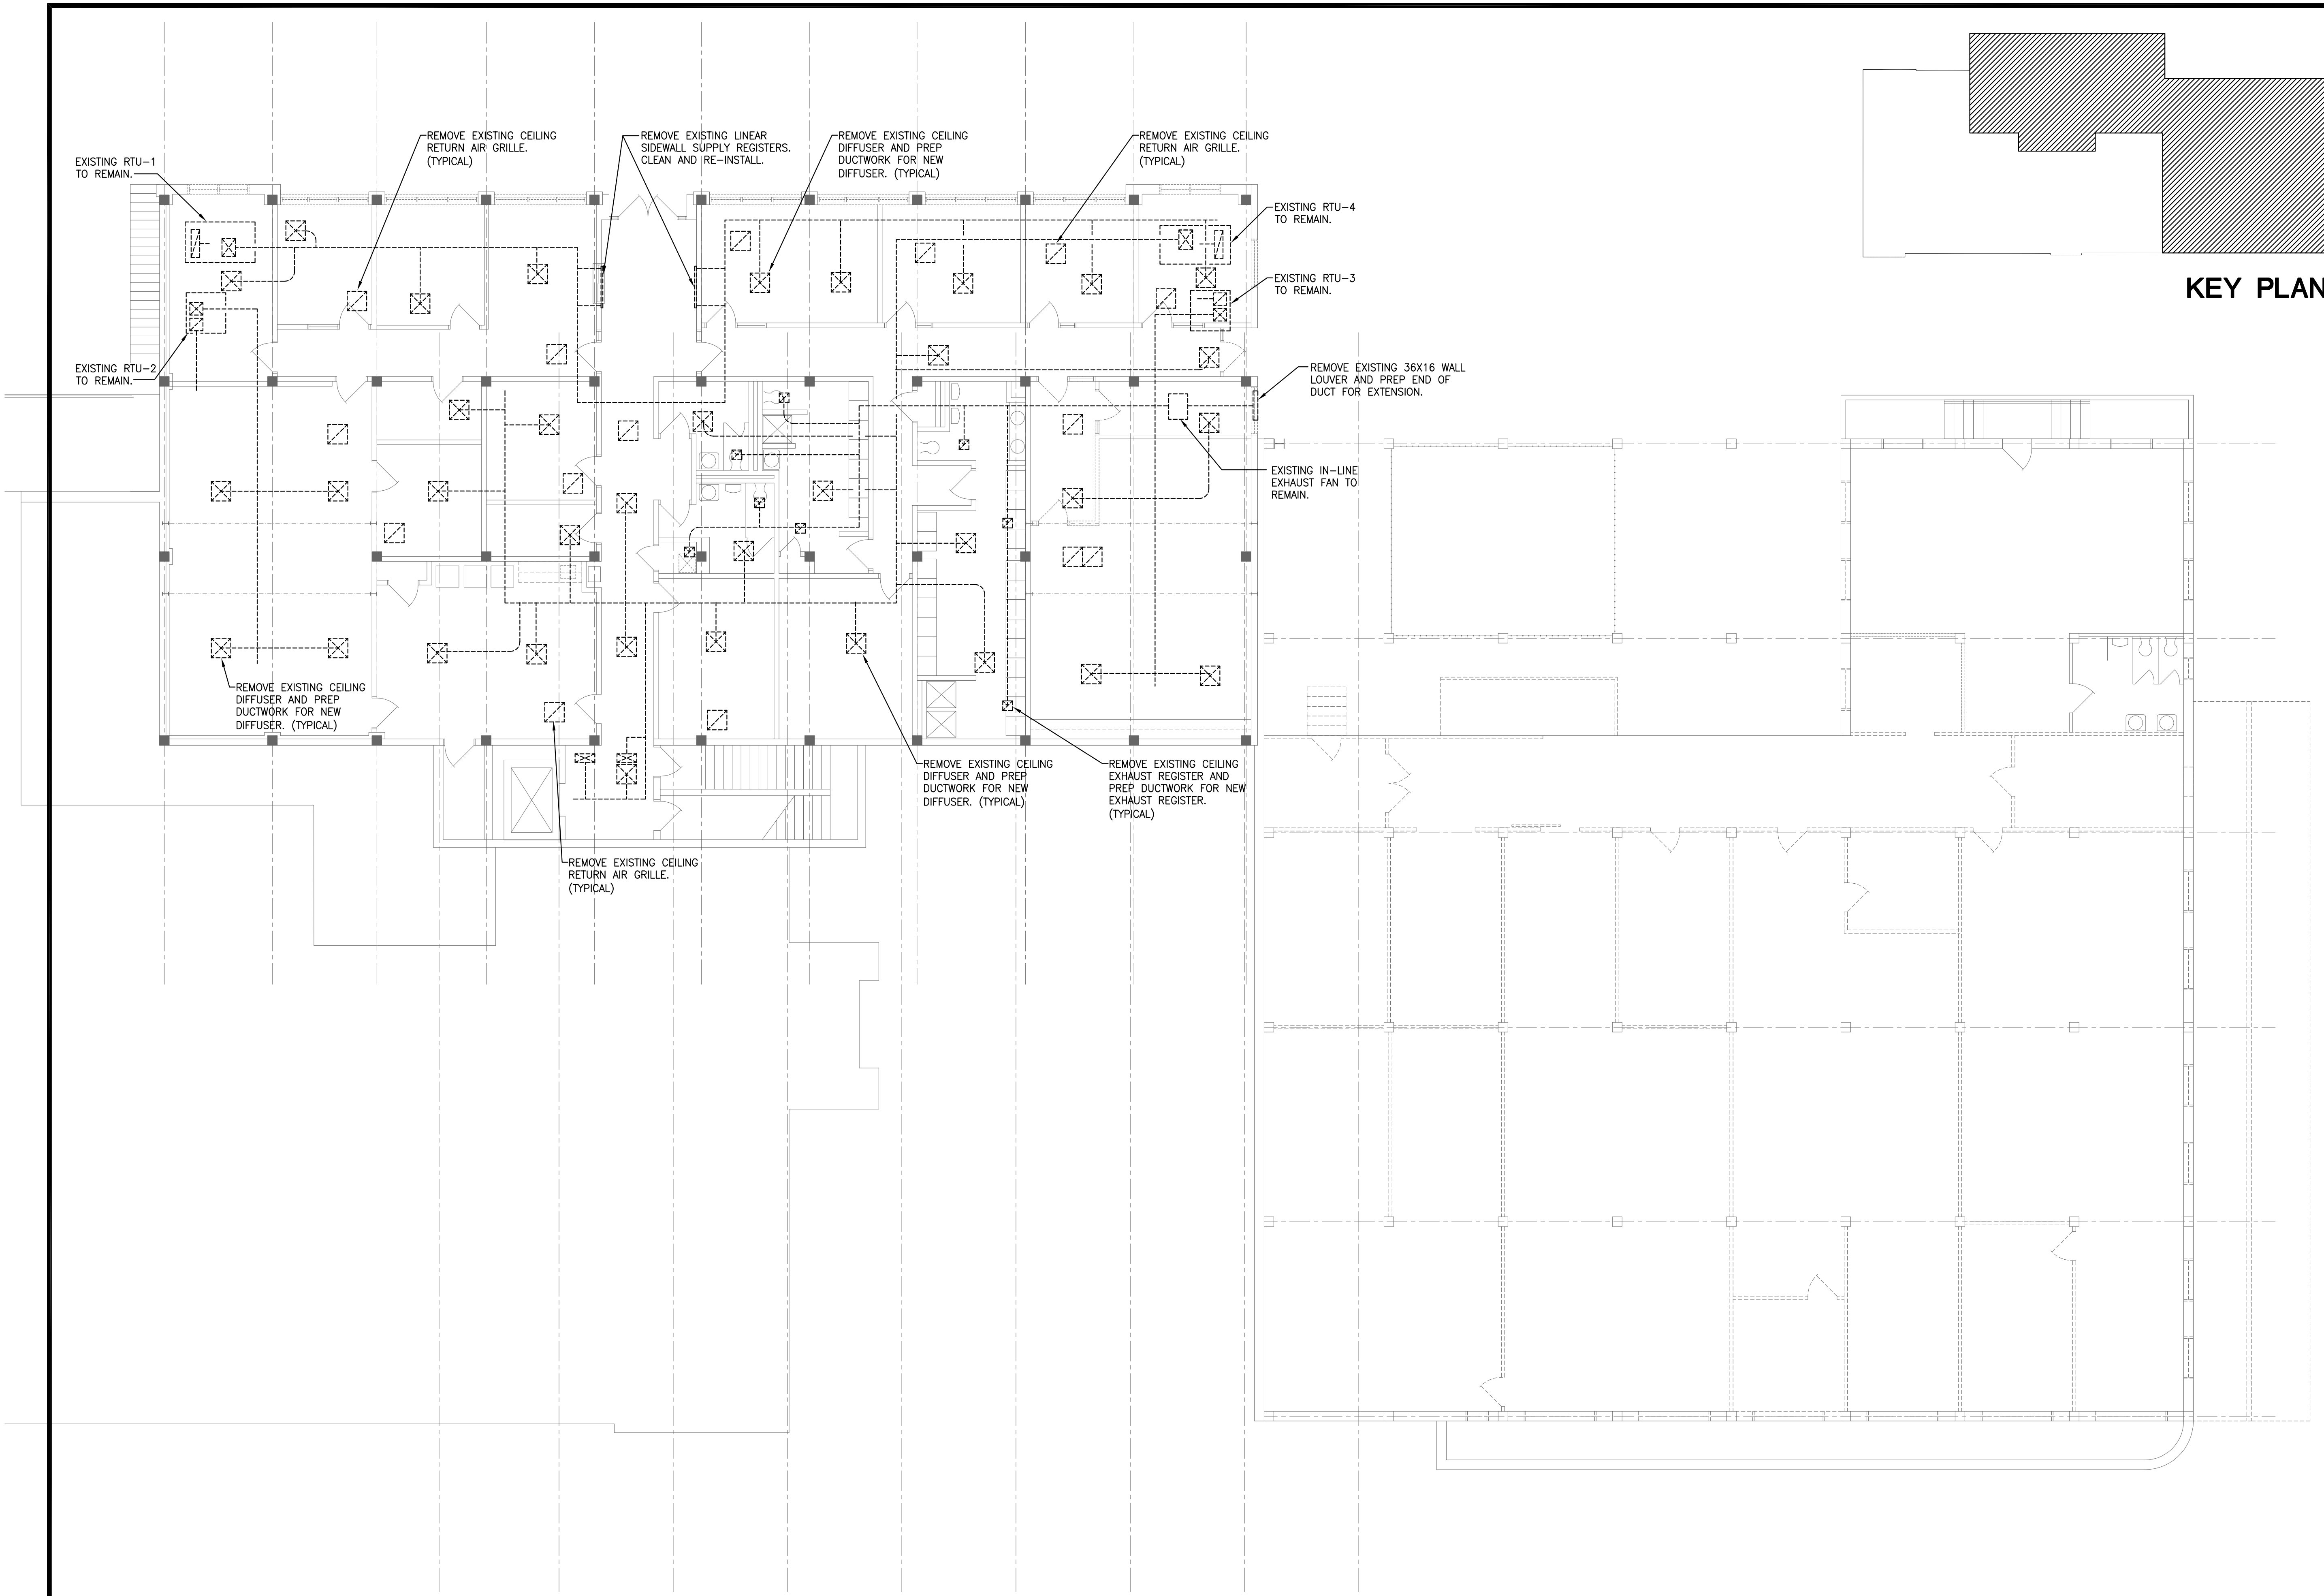 REMOVE EXISTING CEILING
RETURN AIR GRILLE.
(TYPICAL)
REMOVE EXISTING LINEAR
SIDEWALL SUPPLY REGISTERS.
CLEAN AND RE-INSTALL.
REMOVE EXISTING CEILING
DIFFUSER AND PREP
DUCTWORK FOR NEW
DIFFUSER. (TYPICAL)
REMOVE EXISTING CEILING
RETURN AIR GRILLE.
(TYPICAL)
EXISTING RTU-1
TO REMAIN.
EXISTING RTU-4
TO REMAIN.
EXISTING RTU-3
TO REMAIN.
KEY PLAN
EXISTING RTU-2
TO REMAIN.
REMOVE EXISTING 36X16 WALL
LOUVER AND PREP END OF
DUCT FOR EXTENSION.
EXISTING IN-LINE
EXHAUST FAN TO
REMAIN.
REMOVE EXISTING CEILING
DIFFUSER AND PREP
DUCTWORK FOR NEW
DIFFUSER. (TYPICAL)
REMOVE EXISTING CEILING
DIFFUSER AND PREP
DUCTWORK FOR NEW
DIFFUSER. (TYPICAL)
REMOVE EXISTING CEILING
EXHAUST REGISTER AND
PREP DUCTWORK FOR NEW
EXHAUST REGISTER.
(TYPICAL)
REMOVE EXISTING CEILING
RETURN AIR GRILLE.
(TYPICAL)